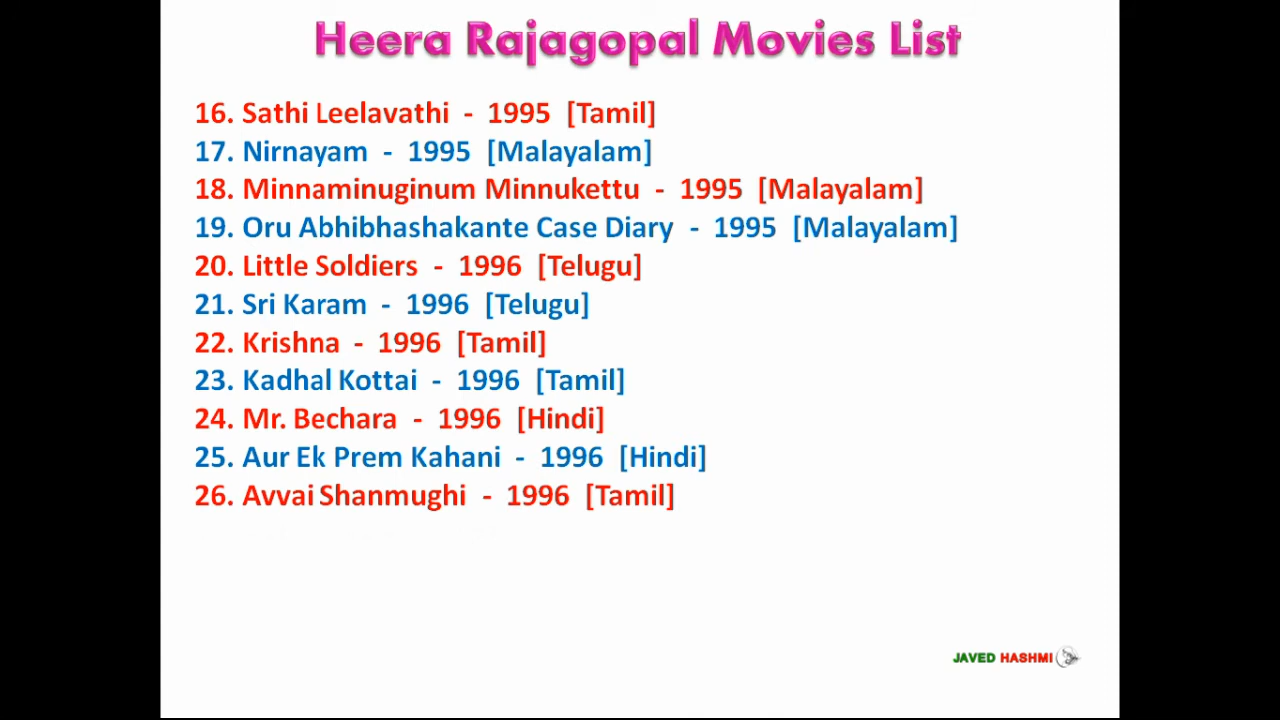 Heera Rajagopal Movies List
16. Sathi Leelavathi - 1995 [Tamil]
17. Nirnayam - 1995 [Malayalam]
18. Minnaminuginum Minnukettu - 1995 [Malayalam]
19. Oru Abhibhashakante Case Diary - 1995 [Malayalam]
20. Little Soldiers - 1996 [Telugu]
21. Sri Karam - 1996 [Telugu]
22. Krishna - 1996 [Tamil]
23. Kadhal Kottai - 1996 [Tamil]
24. Mr. Bechara - 1996 [Hindi]
25. Aur Ek Prem Kahani - 1996 [Hindi]
26. Avvai Shanmughi - 1996 [Tamil]
JAVED HASHMI